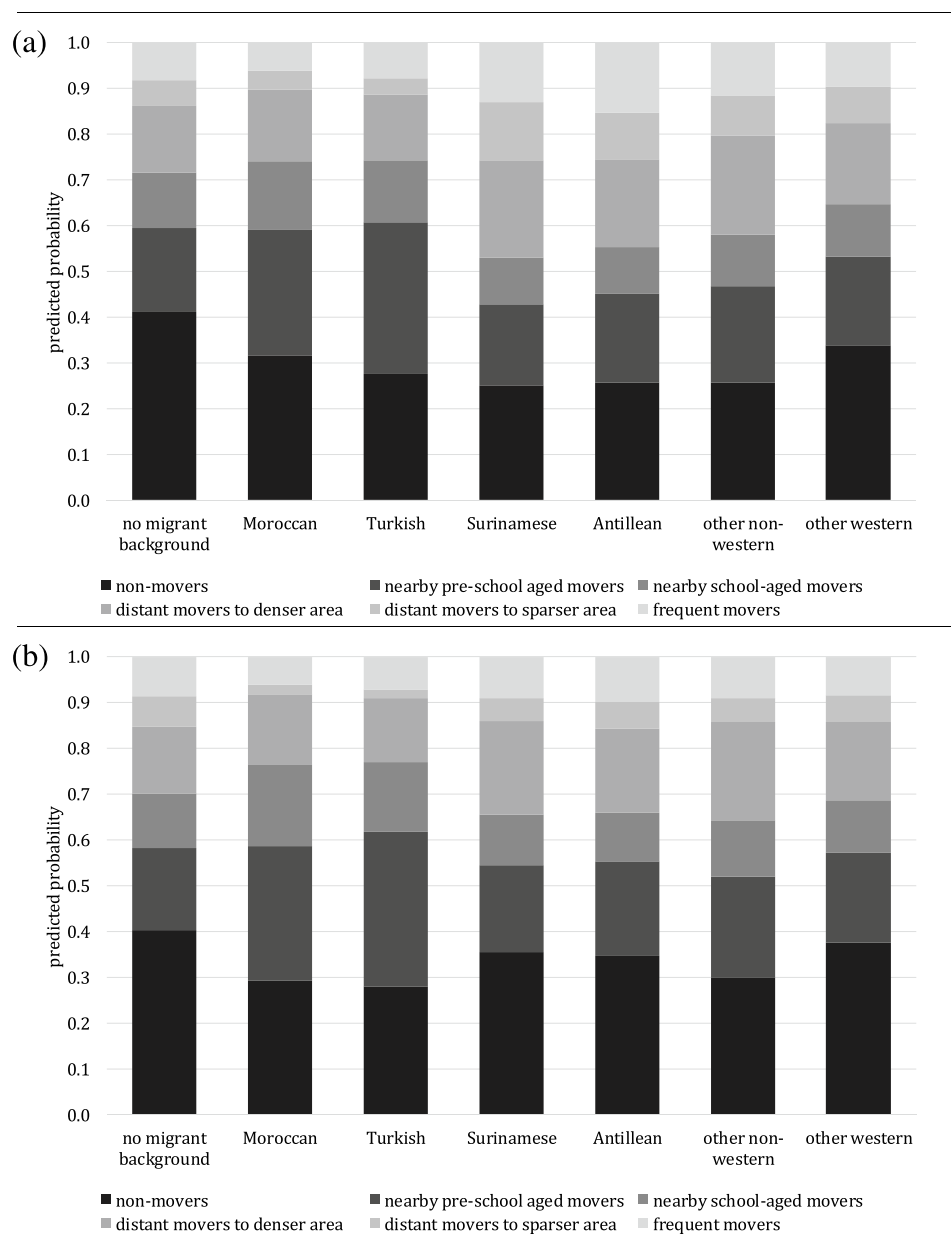 (a)
predicted probability
1.0
0.9
0.8
0.7
0.6
0.5
0.4
0.3
0.2
0.1
0.0
no migrant background
Moroccan
Turkish
Surinamese
Antillean
other non-western
other western
non-movers
nearby pre-school aged movers
nearby school-aged movers
distant movers to denser area
distant movers to sparser area
frequent movers
(b)
predicted probability
1.0
0.9
0.8
0.7
0.6
0.5
0.4
0.3
0.2
0.1
0.0
no migrant background
Moroccan
Turkish
Surinamese
Antillean
other non-western
other western
non-movers
nearby pre-school aged movers
nearby school-aged movers
distant movers to denser area
distant movers to sparser area
frequent movers